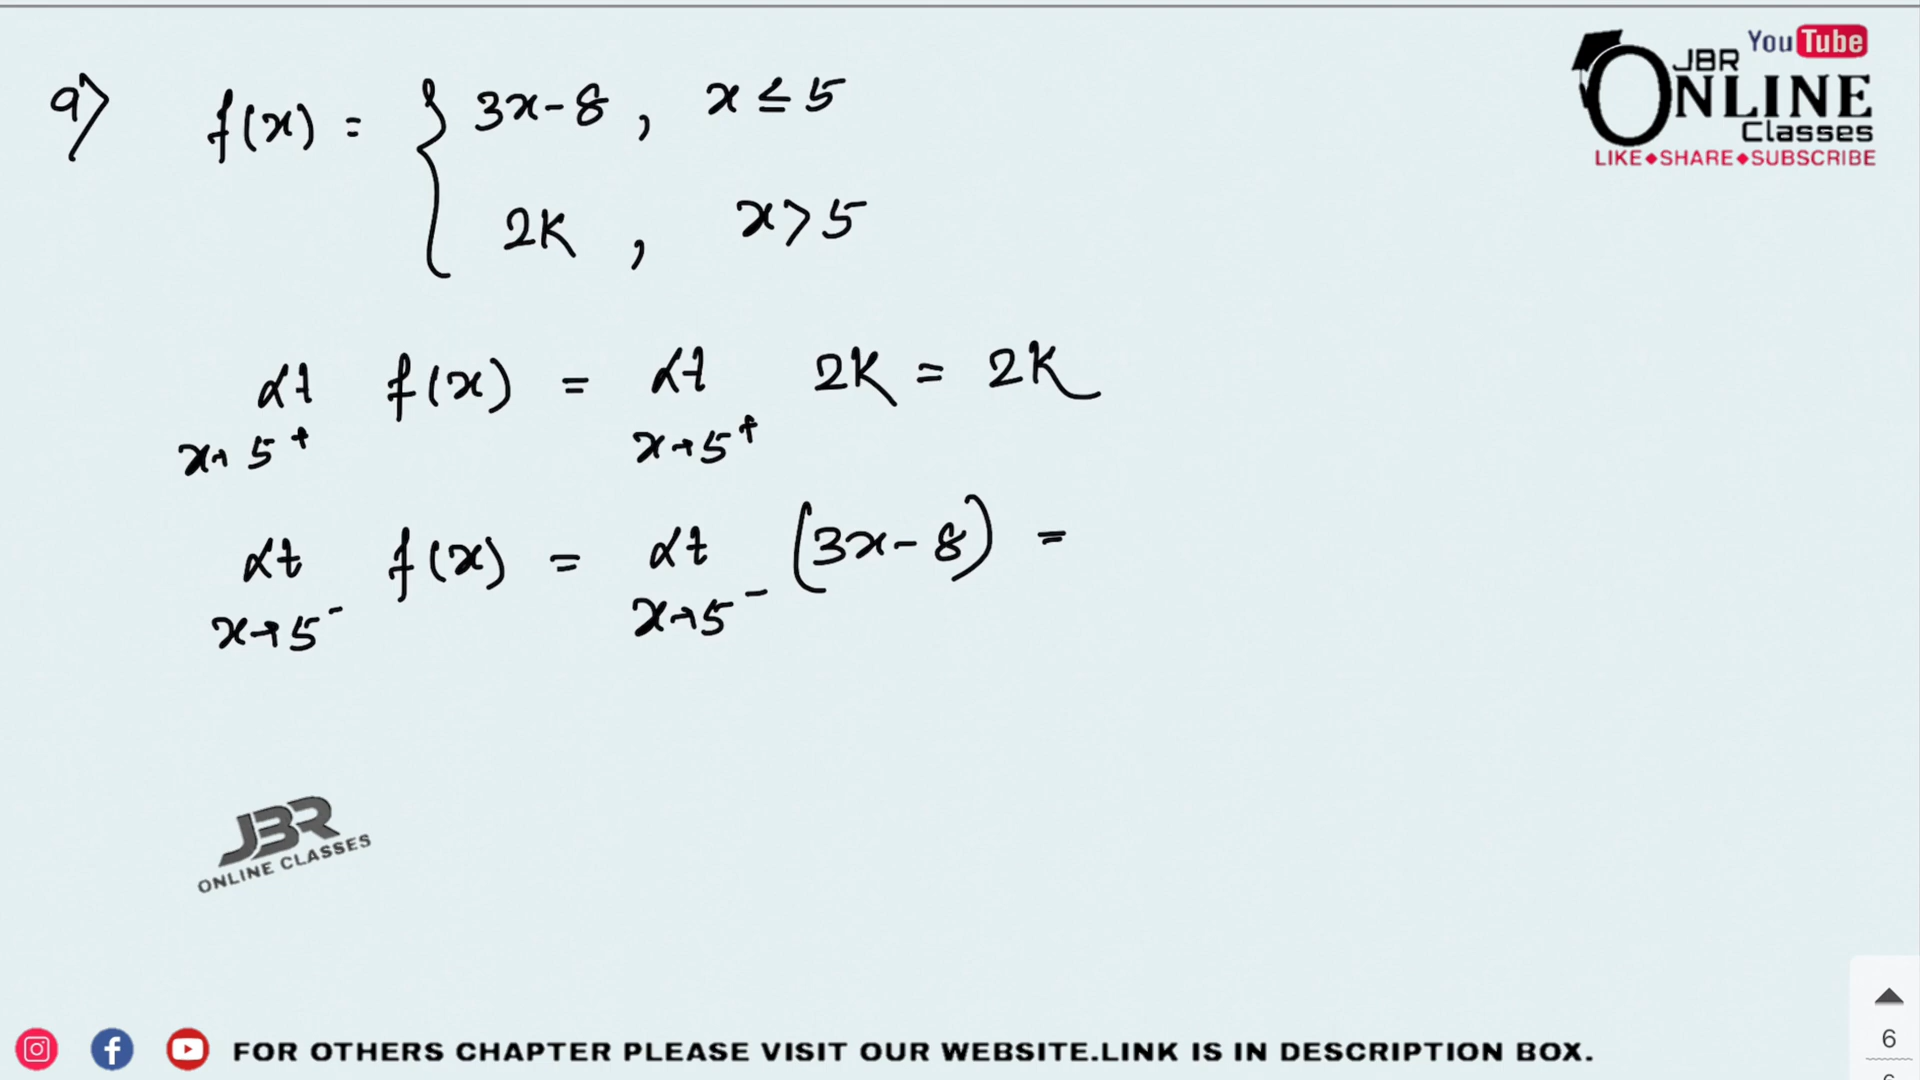 You Tube
JBR
ONLINE
Classes
LIKE◆SHARE◆SUBSCRIBE
9) f(x) = { 3x-8 , x ≤ 5
2K , x > 5
Lt x→5⁺ f(x) = Lt x→5⁺ 2K = 2K
Lt x→5⁻ f(x) = Lt x→5⁻ (3x-8) =
JBR
ONLINE CLASSES
6
FOR OTHERS CHAPTER PLEASE VISIT OUR WEBSITE.LINK IS IN DESCRIPTION BOX.